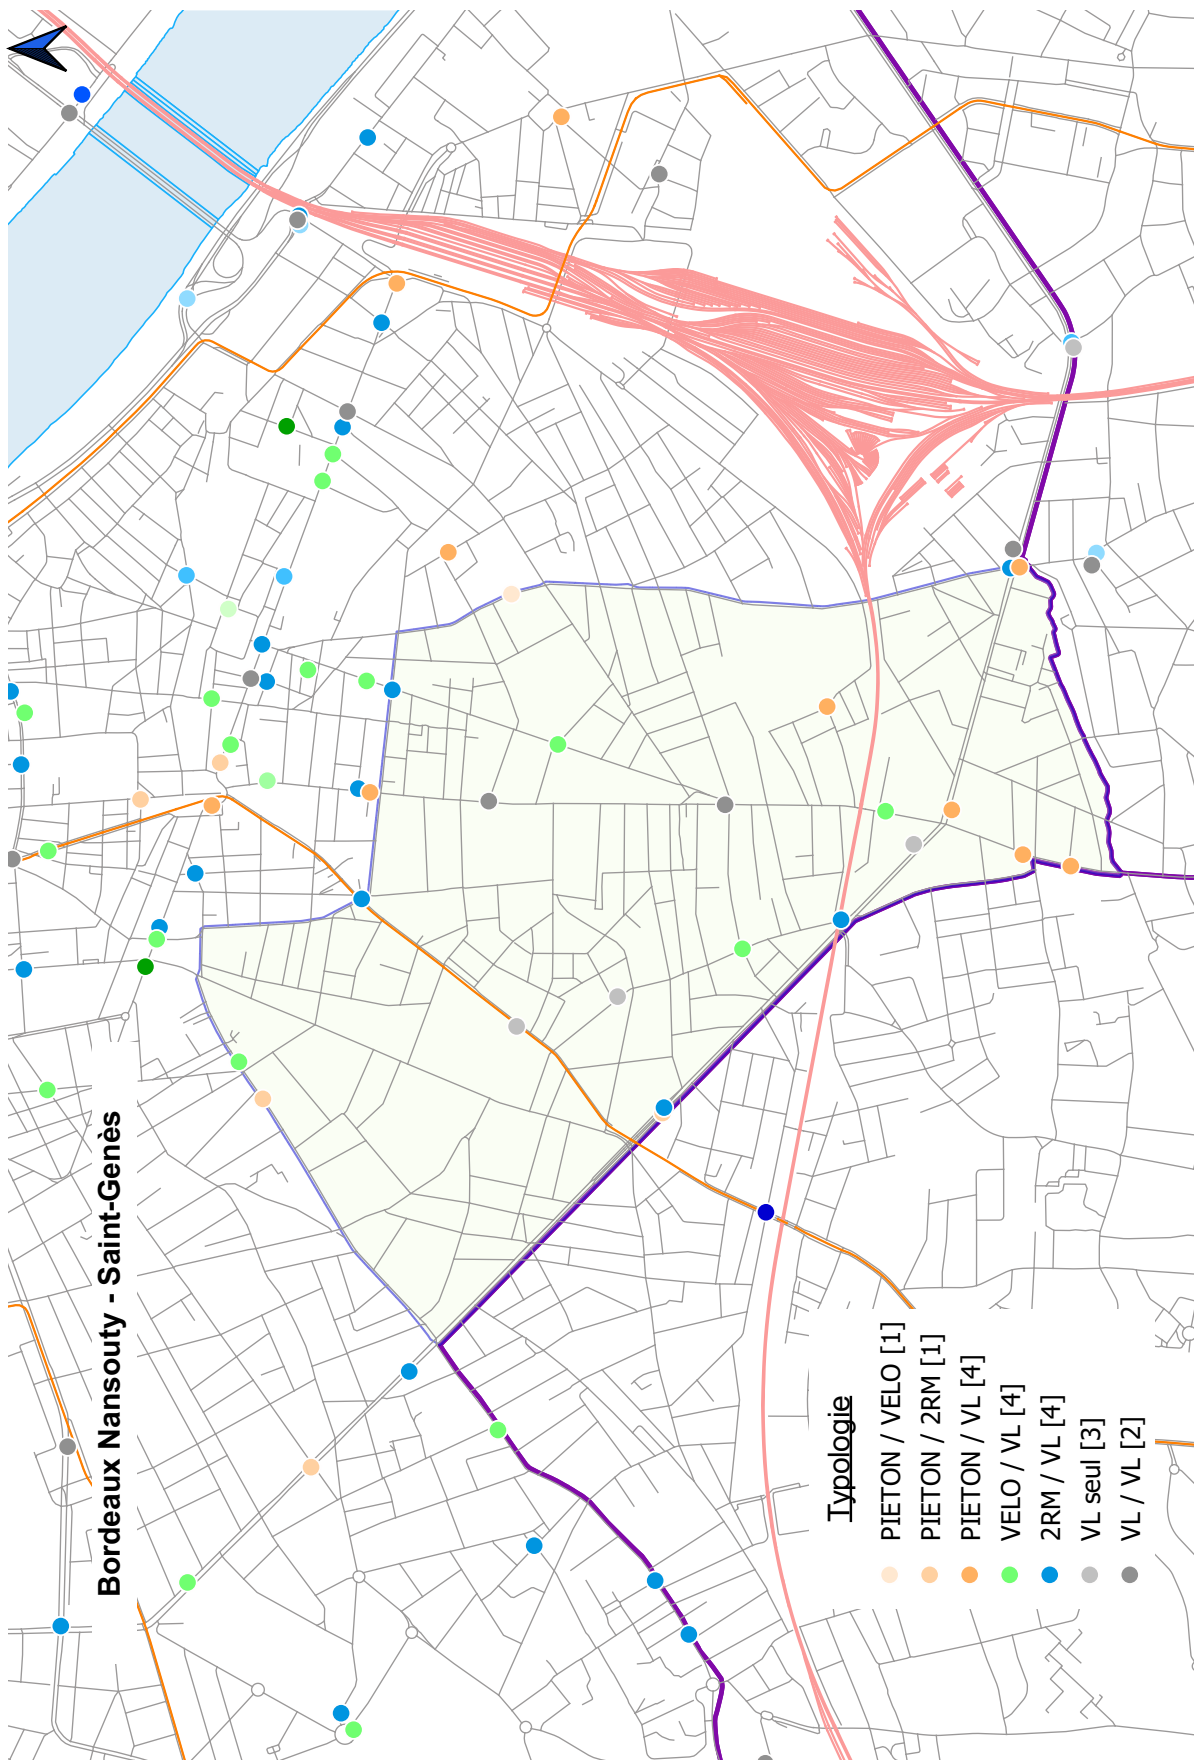 Bordeaux Nansouty - Saint-Genès
Typologie
PIETON / VELO [1]
PIETON / 2RM [1]
PIETON / VL [4]
VELO / VL [4]
2RM / VL [4]
VL seul [3]
VL / VL [2]